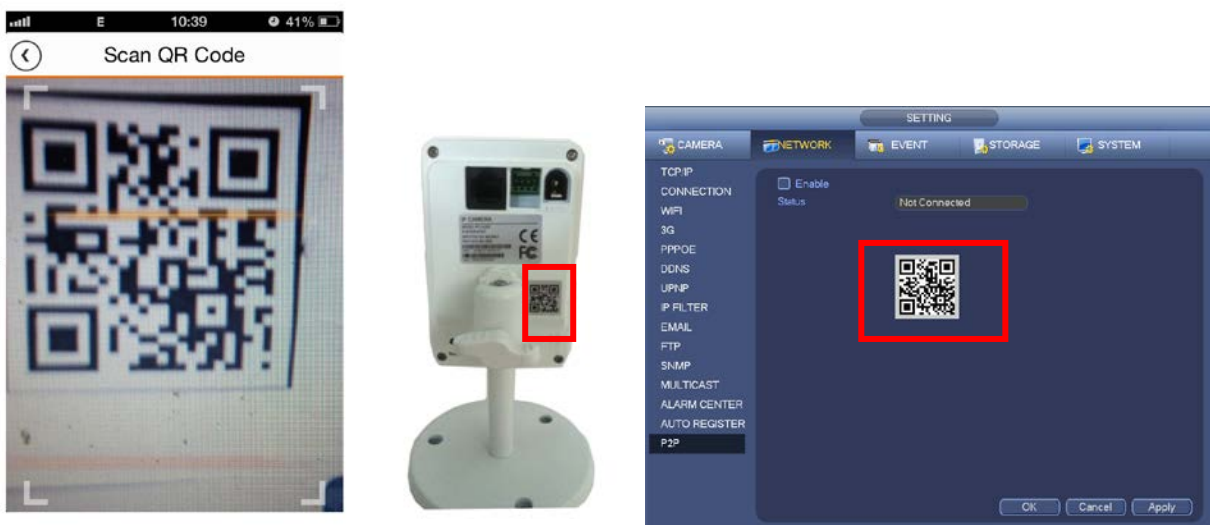 E 10:39 41%
Scan QR Code
IP CAMERA
CE
FC
SETTING
CAMERA NETWORK EVENT STORAGE SYSTEM
TCP/IP
CONNECTION
WIFI
3G
PPPOE
DDNS
UPNP
IP FILTER
EMAIL
FTP
SNMP
MULTICAST
ALARM CENTER
AUTO REGISTER
P2P
Enable
Status Not Connected
OK Cancel Apply